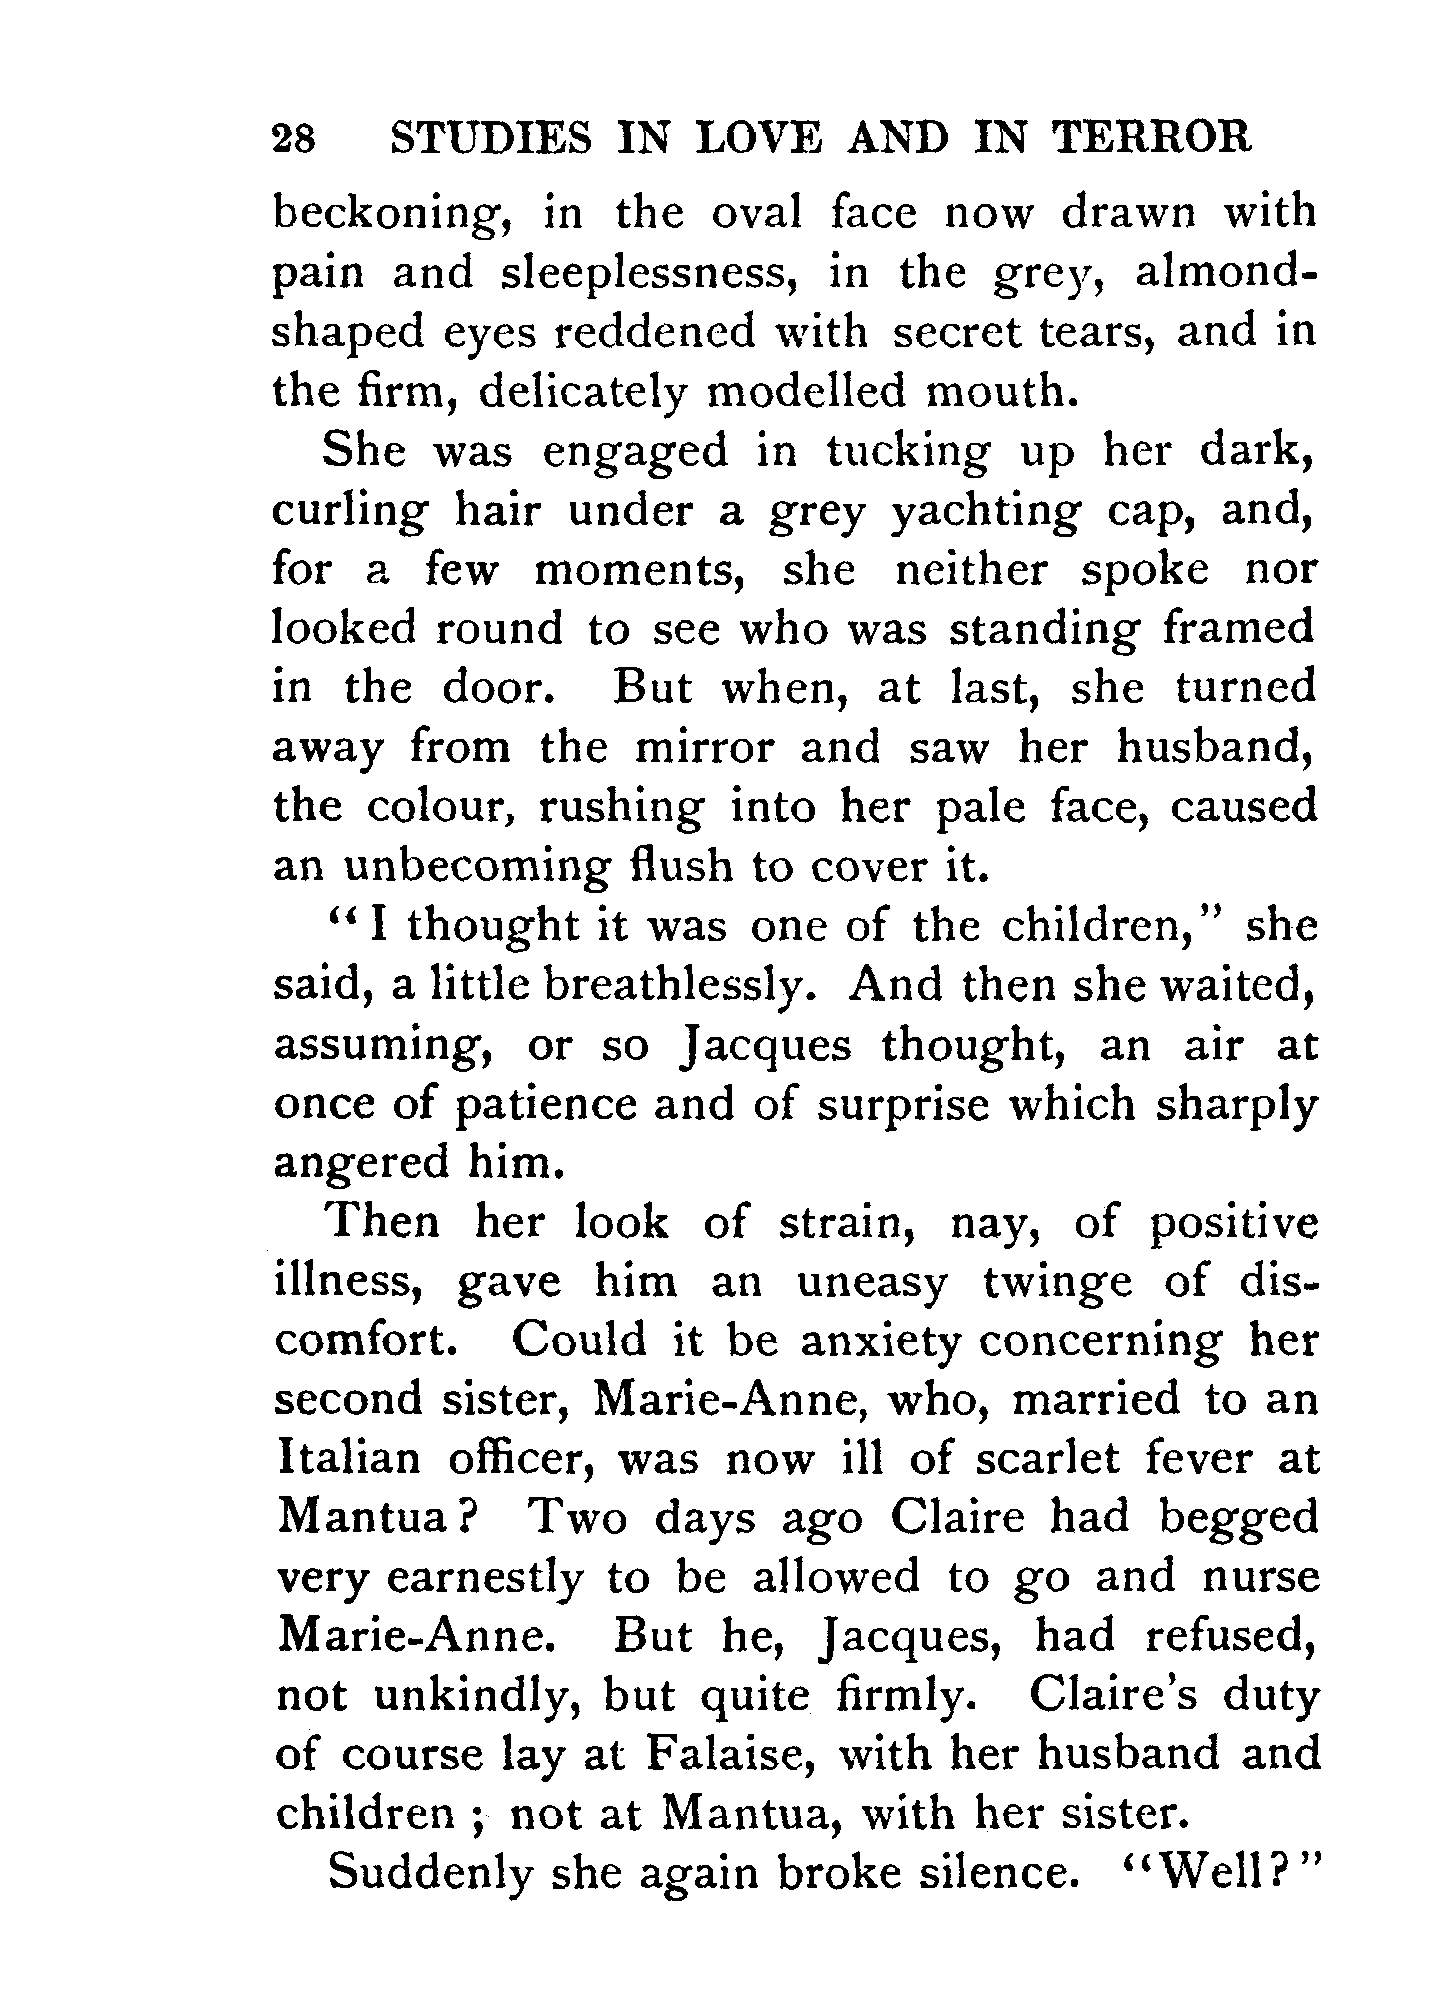 28 STUDIES IN LOVE AND IN TERROR
beckoning, in the oval face now drawn with
pain and sleeplessness, in the grey, almond-
shaped eyes reddened with secret tears, and in
the firm, delicately modelled mouth.
She was engaged in tucking up her dark,
curling hair under a grey yachting cap, and,
for a few moments, she neither spoke nor
looked round to see who was standing framed
in the door. But when, at last, she turned
away from the mirror and saw her husband,
the colour, rushing into her pale face, caused
an unbecoming flush to cover it.
“I thought it was one of the children,” she
said, a little breathlessly. And then she waited,
assuming, or so Jacques thought, an air at
once of patience and of surprise which sharply
angered him.
Then her look of strain, nay, of positive
illness, gave him an uneasy twinge of dis-
comfort. Could it be anxiety concerning her
second sister, Marie-Anne, who, married to an
Italian officer, was now ill of scarlet fever at
Mantua? Two days ago Claire had begged
very earnestly to be allowed to go and nurse
Marie-Anne. But he, Jacques, had refused,
not unkindly, but quite firmly. Claire’s duty
of course lay at Falaise, with her husband and
children; not at Mantua, with her sister.
Suddenly she again broke silence. “Well?”